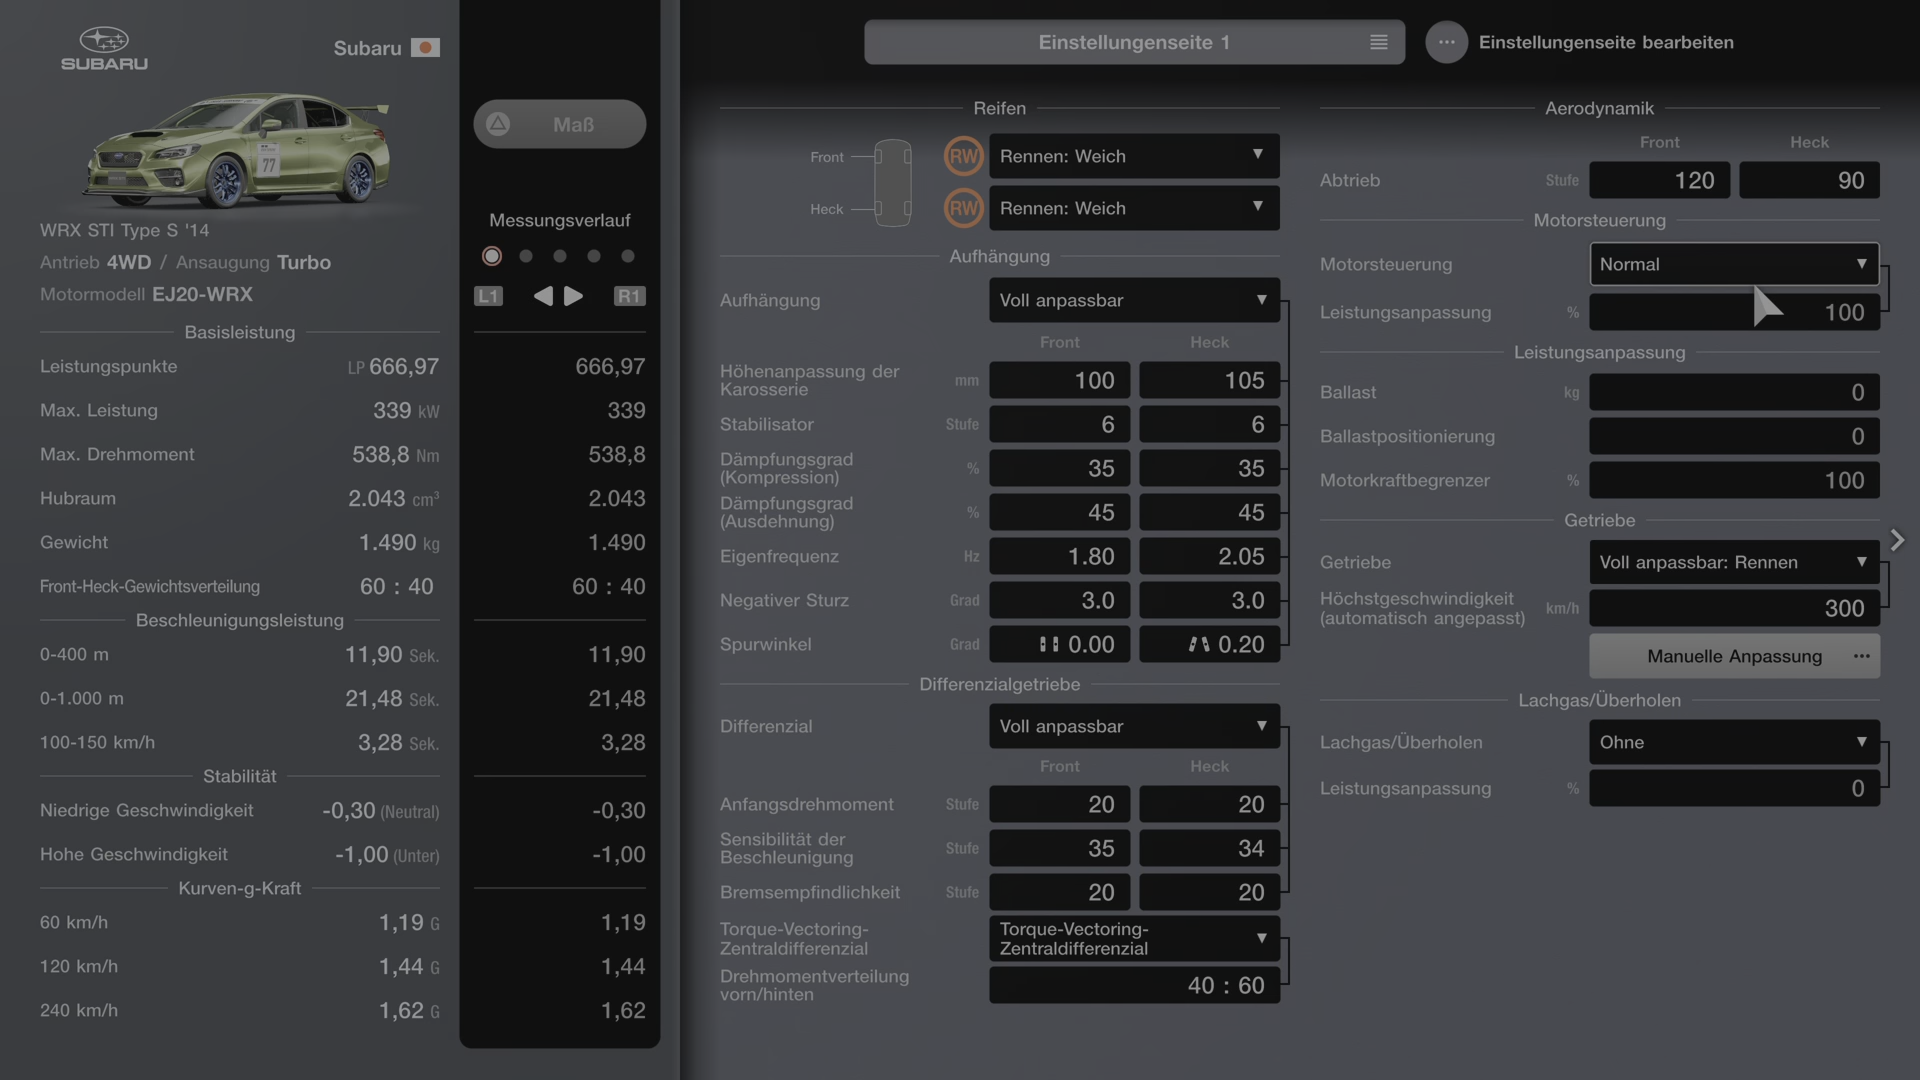 SUBARU
Subaru
77
WRX STI Type S '14
Antrieb 4WD / Ansaugung Turbo
Motormodell EJ20-WRX
Basisleistung
Leistungspunkte LP 666,97
Max. Leistung 339 kW
Max. Drehmoment 538,8 Nm
Hubraum 2.043 cm³
Gewicht 1.490 kg
Front-Heck-Gewichtsverteilung 60 : 40
Beschleunigungsleistung
0-400 m 11,90 Sek.
0-1.000 m 21,48 Sek.
100-150 km/h 3,28 Sek.
Stabilität
Niedrige Geschwindigkeit -0,30 (Neutral)
Hohe Geschwindigkeit -1,00 (Unter)
Kurven-g-Kraft
60 km/h 1,19 G
120 km/h 1,44 G
240 km/h 1,62 G
Maß
Messungsverlauf
L1 R1
666,97
339
538,8
2.043
1.490
60 : 40
11,90
21,48
3,28
-0,30
-1,00
1,19
1,44
1,62
Einstellungenseite 1
Einstellungenseite bearbeiten
Reifen
Front RW Rennen: Weich
Heck RW Rennen: Weich
Aufhängung
Aufhängung Voll anpassbar
Front Heck
Höhenanpassung der
Karosserie mm 100 105
Stabilisator Stufe 6 6
Dämpfungsgrad
(Kompression) % 35 35
Dämpfungsgrad
(Ausdehnung) % 45 45
Eigenfrequenz Hz 1.80 2.05
Negativer Sturz Grad 3.0 3.0
Spurwinkel Grad 0.00 0.20
Differenzialgetriebe
Differenzial Voll anpassbar
Front Heck
Anfangsdrehmoment Stufe 20 20
Sensibilität der
Beschleunigung Stufe 35 34
Bremsempfindlichkeit Stufe 20 20
Torque-Vectoring-
Zentraldifferenzial
Torque-Vectoring-
Zentraldifferenzial
Drehmomentverteilung
vorn/hinten 40 : 60
Aerodynamik
Front Heck
Abtrieb Stufe 120 90
Motorsteuerung
Motorsteuerung Normal
Leistungsanpassung % 100
Leistungsanpassung
Ballast kg 0
Ballastpositionierung 0
Motorkraftbegrenzer % 100
Getriebe
Getriebe Voll anpassbar: Rennen
Höchstgeschwindigkeit
(automatisch angepasst) km/h 300
Manuelle Anpassung
Lachgas/Überholen
Lachgas/Überholen Ohne
Leistungsanpassung % 0